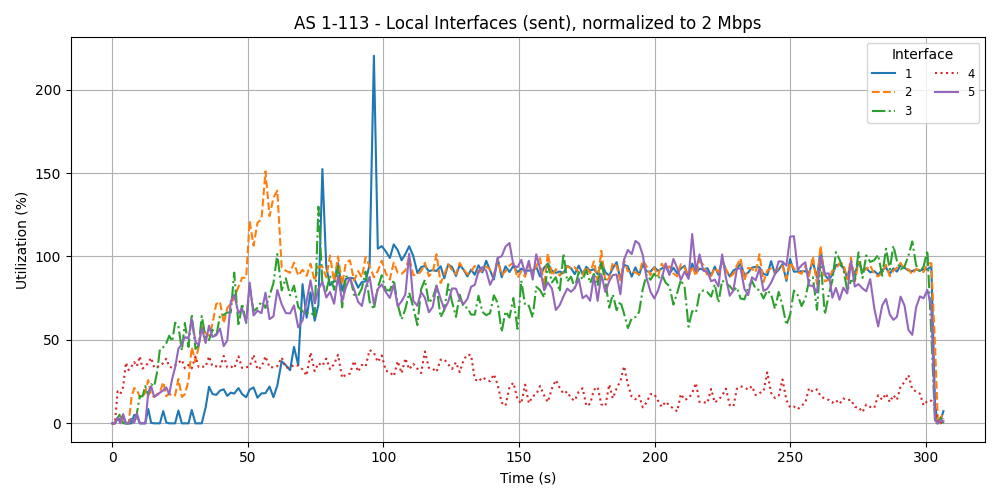 AS 1-113 - Local Interfaces (sent), normalized to 2 Mbps
Utilization (%)
200
150
100
50
0
0 50 100 150 200 250 300
Time (s)
Interface
1 4
2 5
3